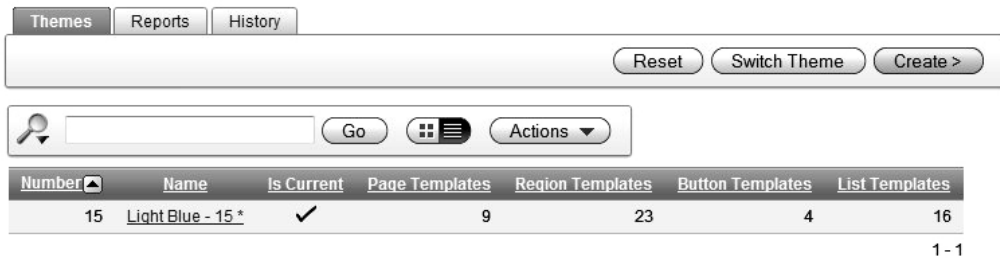 Themes Reports History
Reset Switch Theme Create >
Go Actions
Number Name Is Current Page Templates Region Templates Button Templates List Templates
15 Light Blue - 15 * 9 23 4 16
1 - 1